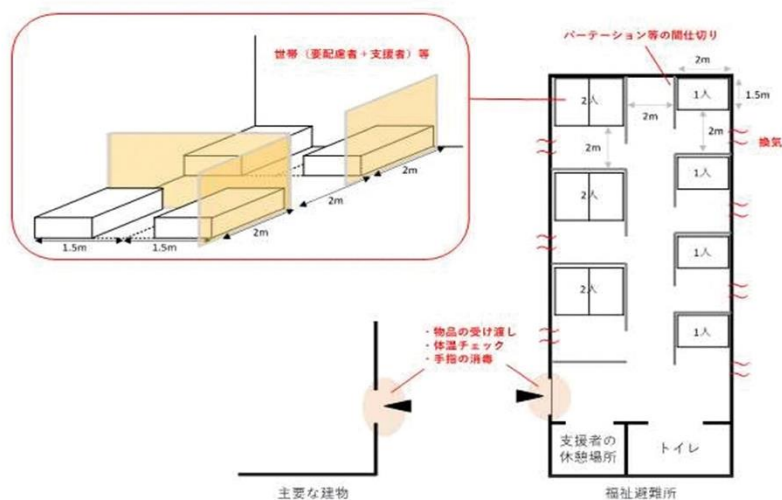 世帯（要配慮者＋支援者）等
1.5m
1.5m
2m
2m
2m
パーテーション等の間仕切り
2m
1.5m
2人
1人
2m
2m
2m
換気
2人
1人
2人
1人
1人
・物品の受け渡し
・体温チェック
・手指の消毒
支援者の
休憩場所
トイレ
主要な建物
福祉避難所